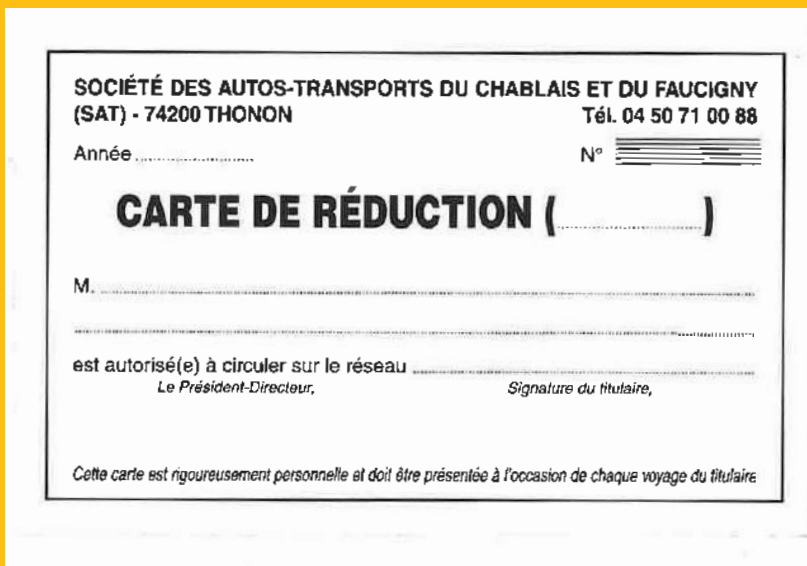 SOCIÉTÉ DES AUTOS-TRANSPORTS DU CHABLAIS ET DU FAUCIGNY
(SAT) - 74200 THONON Tél. 04 50 71 00 88
Année .................... N°
CARTE DE RÉDUCTION (..............)
M. ....................
....................
est autorisé(e) à circuler sur le réseau ....................
Le Président-Directeur, Signature du titulaire,
Cette carte est rigoureusement personnelle et doit être présentée à l'occasion de chaque voyage du titulaire